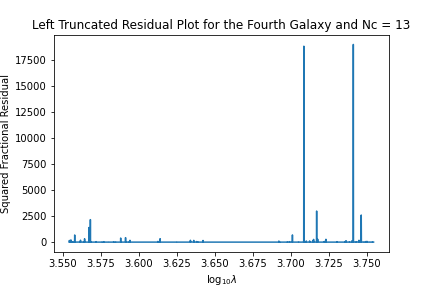 Left Truncated Residual Plot for the Fourth Galaxy and Nc = 13
Squared Fractional Residual
17500
15000
12500
10000
7500
5000
2500
0
3.550 3.575 3.600 3.625 3.650 3.675 3.700 3.725 3.750
log₁₀λ